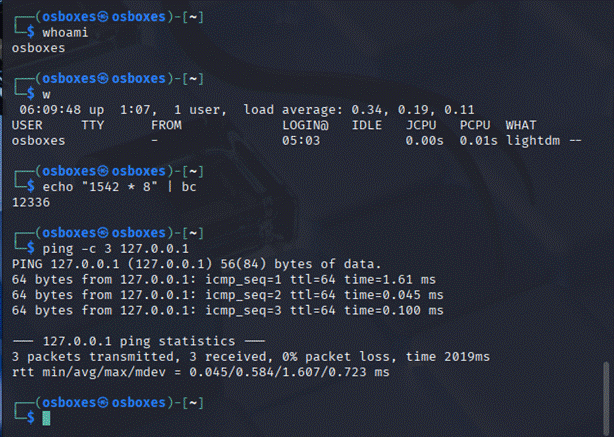 ┌──(osboxes㉿osboxes)-[~]
└─$ whoami
osboxes
┌──(osboxes㉿osboxes)-[~]
└─$ w
 06:09:48 up  1:07,  1 user,  load average: 0.34, 0.19, 0.11
USER     TTY      FROM             LOGIN@   IDLE   JCPU   PCPU  WHAT
osboxes           -                05:03           0.00s  0.01s lightdm --
┌──(osboxes㉿osboxes)-[~]
└─$ echo "1542 * 8" | bc
12336
┌──(osboxes㉿osboxes)-[~]
└─$ ping -c 3 127.0.0.1
PING 127.0.0.1 (127.0.0.1) 56(84) bytes of data.
64 bytes from 127.0.0.1: icmp_seq=1 ttl=64 time=1.61 ms
64 bytes from 127.0.0.1: icmp_seq=2 ttl=64 time=0.045 ms
64 bytes from 127.0.0.1: icmp_seq=3 ttl=64 time=0.100 ms
--- 127.0.0.1 ping statistics ---
3 packets transmitted, 3 received, 0% packet loss, time 2019ms
rtt min/avg/max/mdev = 0.045/0.584/1.607/0.723 ms
┌──(osboxes㉿osboxes)-[~]
└─$